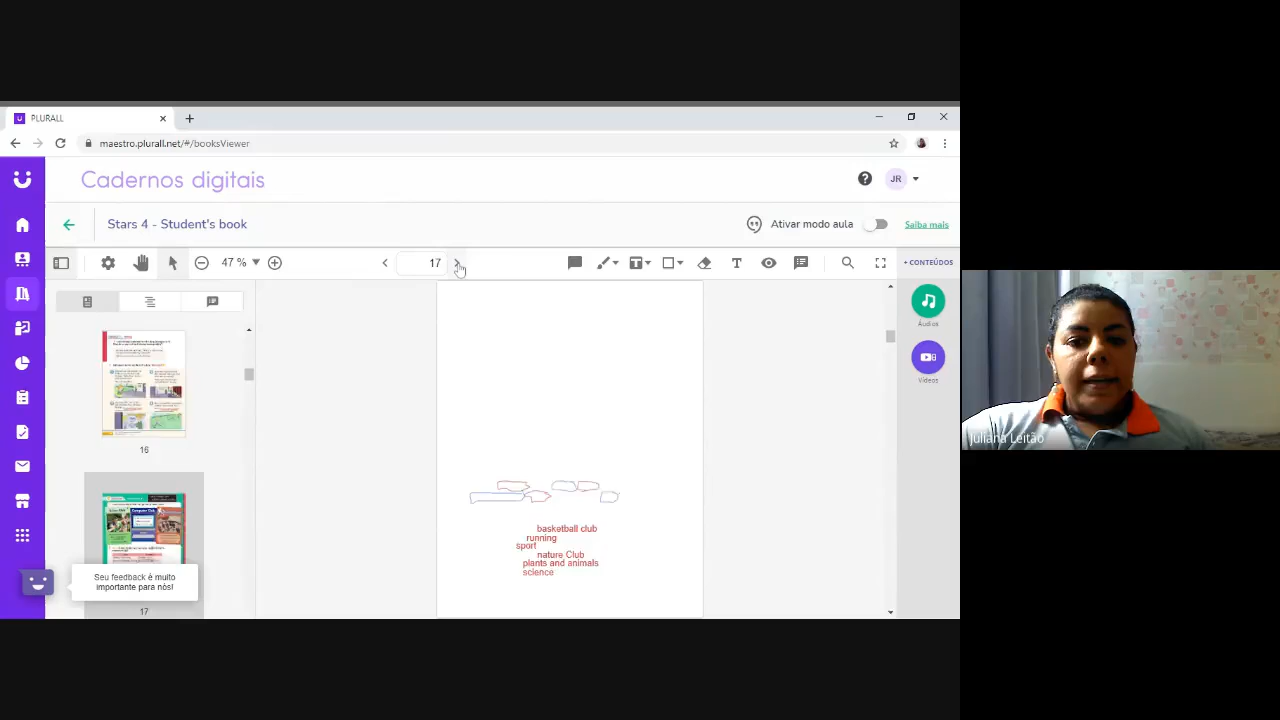 PLURALL
maestro.plurall.net/#/booksViewer
Cadernos digitais
JR
Stars 4 - Student's book
Ativar modo aula
Saiba mais
47 %
17
+ CONTEÚDOS
Áudios
Vídeos
16
Computer Club
17
Seu feedback é muito
importante para nós!
basketball club
running
sport
nature Club
plants and animals
science
Juliana Leitão